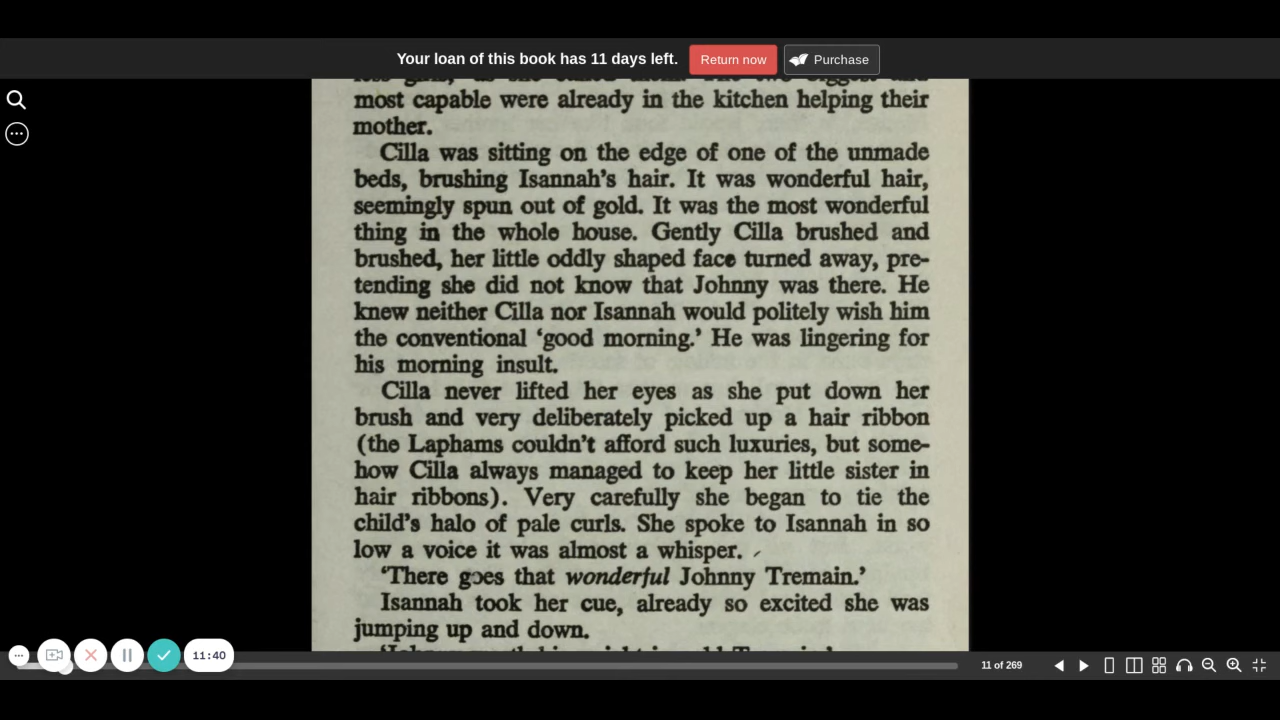 Your loan of this book has 11 days left. Return now Purchase
most capable were already in the kitchen helping their
mother.
Cilla was sitting on the edge of one of the unmade
beds, brushing Isannah's hair. It was wonderful hair,
seemingly spun out of gold. It was the most wonderful
thing in the whole house. Gently Cilla brushed and
brushed, her little oddly shaped face turned away, pre-
tending she did not know that Johnny was there. He
knew neither Cilla nor Isannah would politely wish him
the conventional ‘good morning.’ He was lingering for
his morning insult.
Cilla never lifted her eyes as she put down her
brush and very deliberately picked up a hair ribbon
(the Laphams couldn't afford such luxuries, but some-
how Cilla always managed to keep her little sister in
hair ribbons). Very carefully she began to tie the
child's halo of pale curls. She spoke to Isannah in so
low a voice it was almost a whisper.
‘There goes that wonderful Johnny Tremain.’
Isannah took her cue, already so excited she was
jumping up and down.
11:40
11 of 269